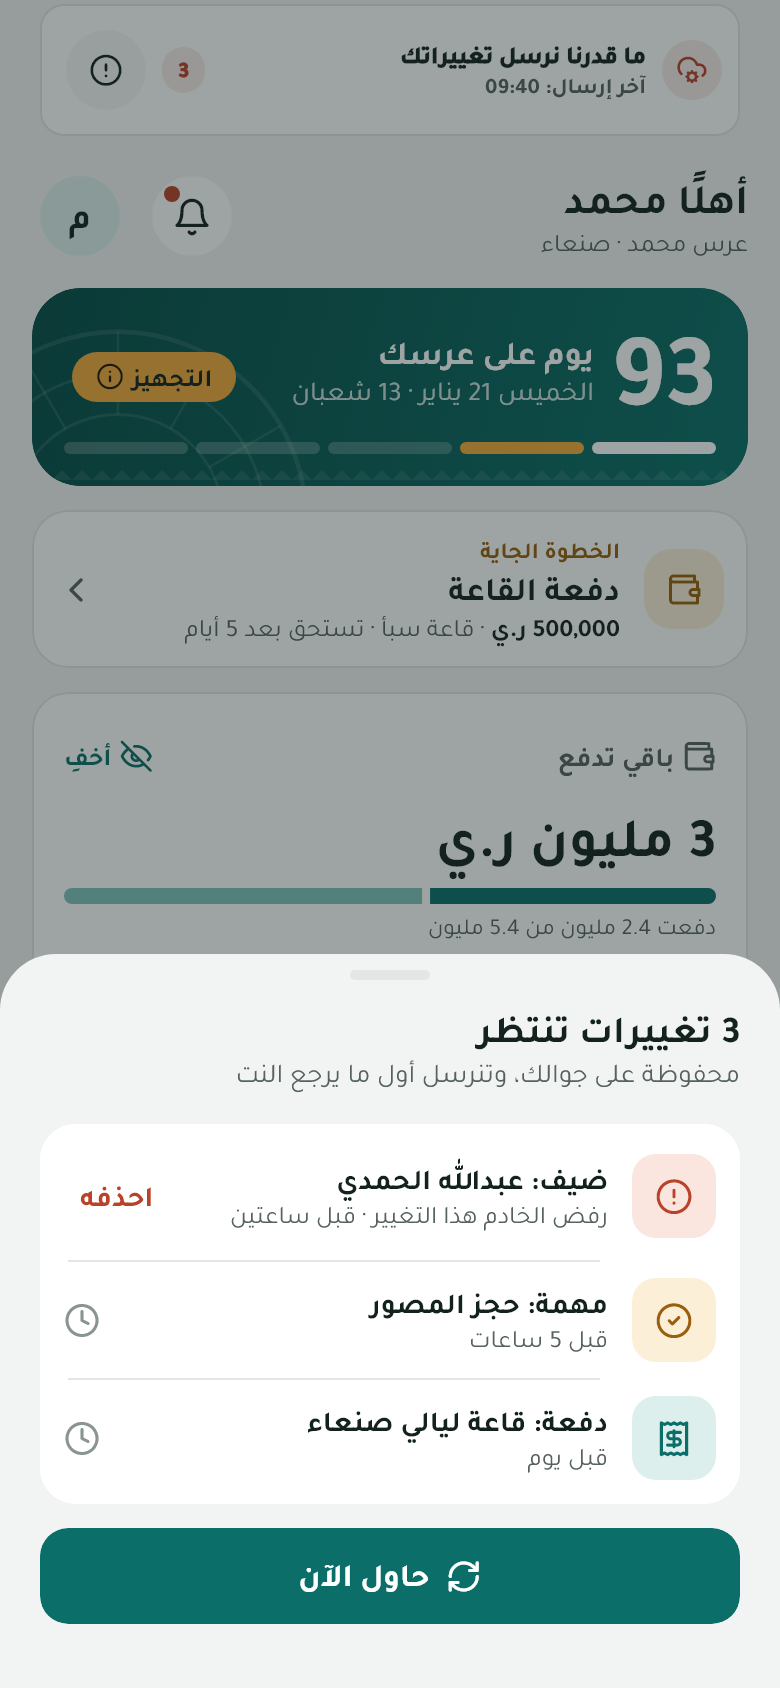 ما قدرنا نرسل تغييراتك
3
آخر إرسال: 09:40
أهلًا محمد
م
عرس محمد · صنعاء
93
يوم على عرسك
التجهيز
الخميس 21 يناير · 13 شعبان
الخطوة الجاية
دفعة القاعة
500,000 ر.ي · قاعة سبأ · تستحق بعد 5 أيام
باقي تدفع
أخفِ
3 مليون ر.ي
دفعت 2.4 مليون من 5.4 مليون
3 تغييرات تنتظر
محفوظة على جوالك، وتنرسل أول ما يرجع النت
ضيف: عبدالله الحمدي
احذفه
رفض الخادم هذا التغيير · قبل ساعتين
مهمة: حجز المصور
قبل 5 ساعات
دفعة: قاعة ليالي صنعاء
قبل يوم
حاول الآن